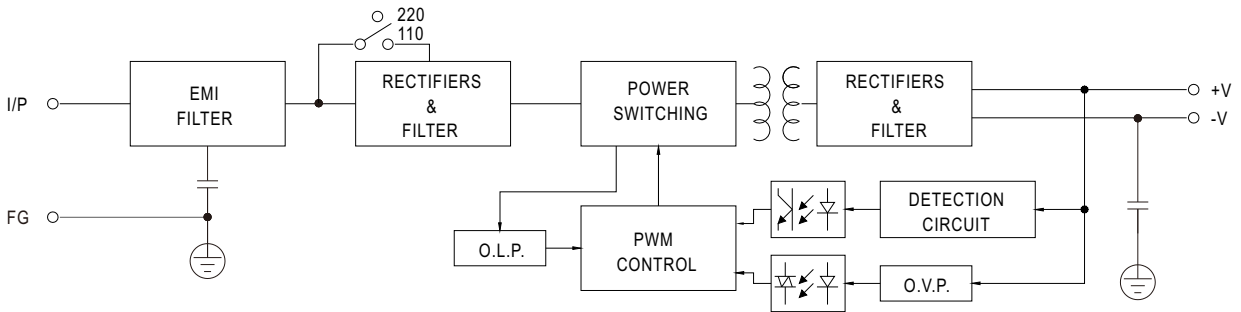 220
110
I/P
EMI
FILTER
RECTIFIERS
&
FILTER
POWER
SWITCHING
RECTIFIERS
&
FILTER
+V
-V
FG
O.L.P.
PWM
CONTROL
DETECTION
CIRCUIT
O.V.P.